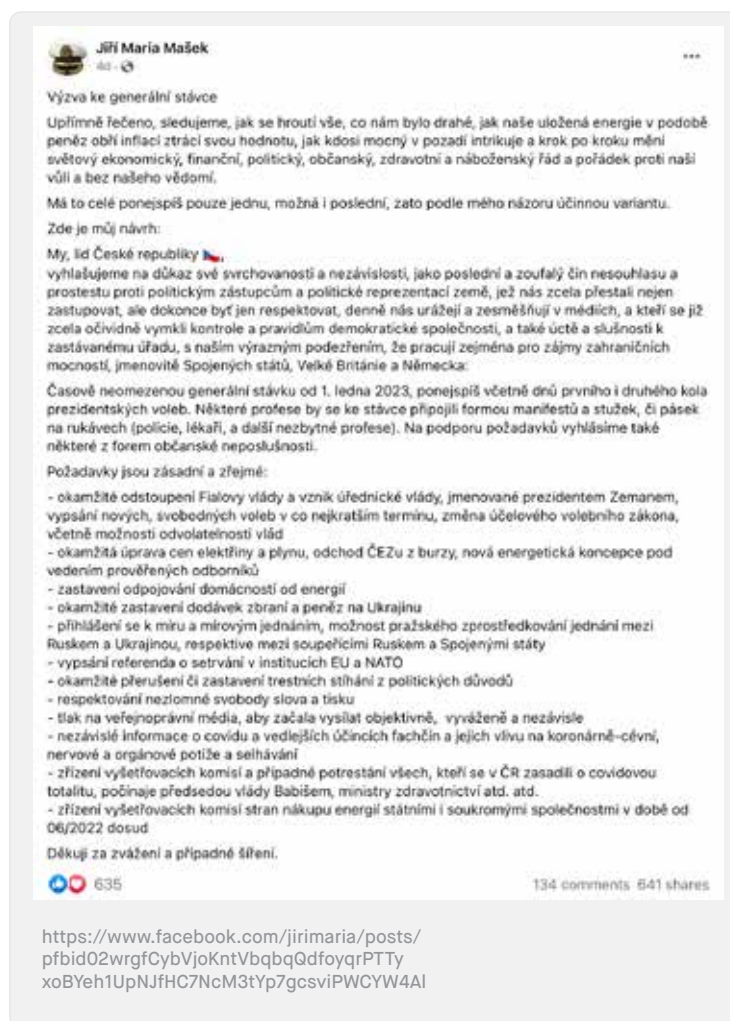 Jiří Maria Mašek
4d
Výzva ke generální stávce
Upřímně řečeno, sledujeme, jak se hroutí vše, co nám bylo drahé, jak naše uložená energie v podobě
peněz obří inflací ztrácí svou hodnotu, jak kdosi mocný v pozadí intrikuje a krok po kroku mění
světový ekonomický, finanční, politický, občanský, zdravotní a náboženský řád a pořádek proti naší
vůli a bez našeho vědomí.
Má to celé ponejspíš pouze jednu, možná i poslední, zato podle mého názoru účinnou variantu.
Zde je můj návrh:
My, lid České republiky 🇨🇿,
vyhlašujeme na důkaz své svrchovanosti a nezávislosti, jako poslední a zoufalý čin nesouhlasu a
prostestu proti politickým zástupcům a politické reprezentací země, jež nás zcela přestali nejen
zastupovat, ale dokonce byť jen respektovat, denně nás urážejí a zesměšňují v médiích, a kteří se již
zcela očividně vymkli kontrole a pravidlům demokratické společnosti, a také úctě a slušnosti k
zastávanému úřadu, s naším výrazným podezřením, že pracují zejména pro zájmy zahraničních
mocností, jmenovitě Spojených států, Velké Británie a Německa:
Časově neomezenou generální stávku od 1. ledna 2023, ponejspíš včetně dnů prvního i druhého kola
prezidentských voleb. Některé profese by se ke stávce připojili formou manifestů a stužek, či pásek
na rukávech (policie, lékaři, a další nezbytné profese). Na podporu požadavků vyhlásíme také
některé z forem občanské neposlušnosti.
Požadavky jsou zásadní a zřejmé:
- okamžité odstoupení Fialovy vlády a vznik úřednické vlády, jmenované prezidentem Zemanem,
vypsání nových, svobodných voleb v co nejkratším termínu, změna účelového volebního zákona,
včetně možnosti odvolatelnosti vlád
- okamžitá úprava cen elektřiny a plynu, odchod ČEZu z burzy, nová energetická koncepce pod
vedením prověřených odborníků
- zastavení odpojování domácností od energií
- okamžité zastavení dodávek zbraní a peněz na Ukrajinu
- přihlášení se k míru a mírovým jednáním, možnost pražského zprostředkování jednání mezi
Ruskem a Ukrajinou, respektive mezi soupeřícími Ruskem a Spojenými státy
- vypsání referenda o setrvání v institucích EU a NATO
- okamžité přerušení či zastavení trestních stíhání z politických důvodů
- respektování nezlomné svobody slova a tisku
- tlak na veřejnoprávní média, aby začala vysílat objektivně, vyváženě a nezávisle
- nezávislé informace o covidu a vedlejších účincích fachčin a jejich vlivu na koronárně-cévní,
nervové a orgánové potíže a selhávání
- zřízení vyšetřovacích komisí a případné potrestání všech, kteří se v ČR zasadili o covidovou
totalitu, počínaje předsedou vlády Babišem, ministry zdravotnictví atd. atd.
- zřízení vyšetřovacích komisí stran nákupu energií státními i soukromými společnostmi v době od
06/2022 dosud
Děkuji za zvážení a případné šíření.
635
134 comments 641 shares
https://www.facebook.com/jirimaria/posts/
pfbid02wrgfCybVjoKntVbqbqQdfoyqrPTTy
xoBYeh1UpNJfHC7NcM3tYp7gcsviPWCYW4Al